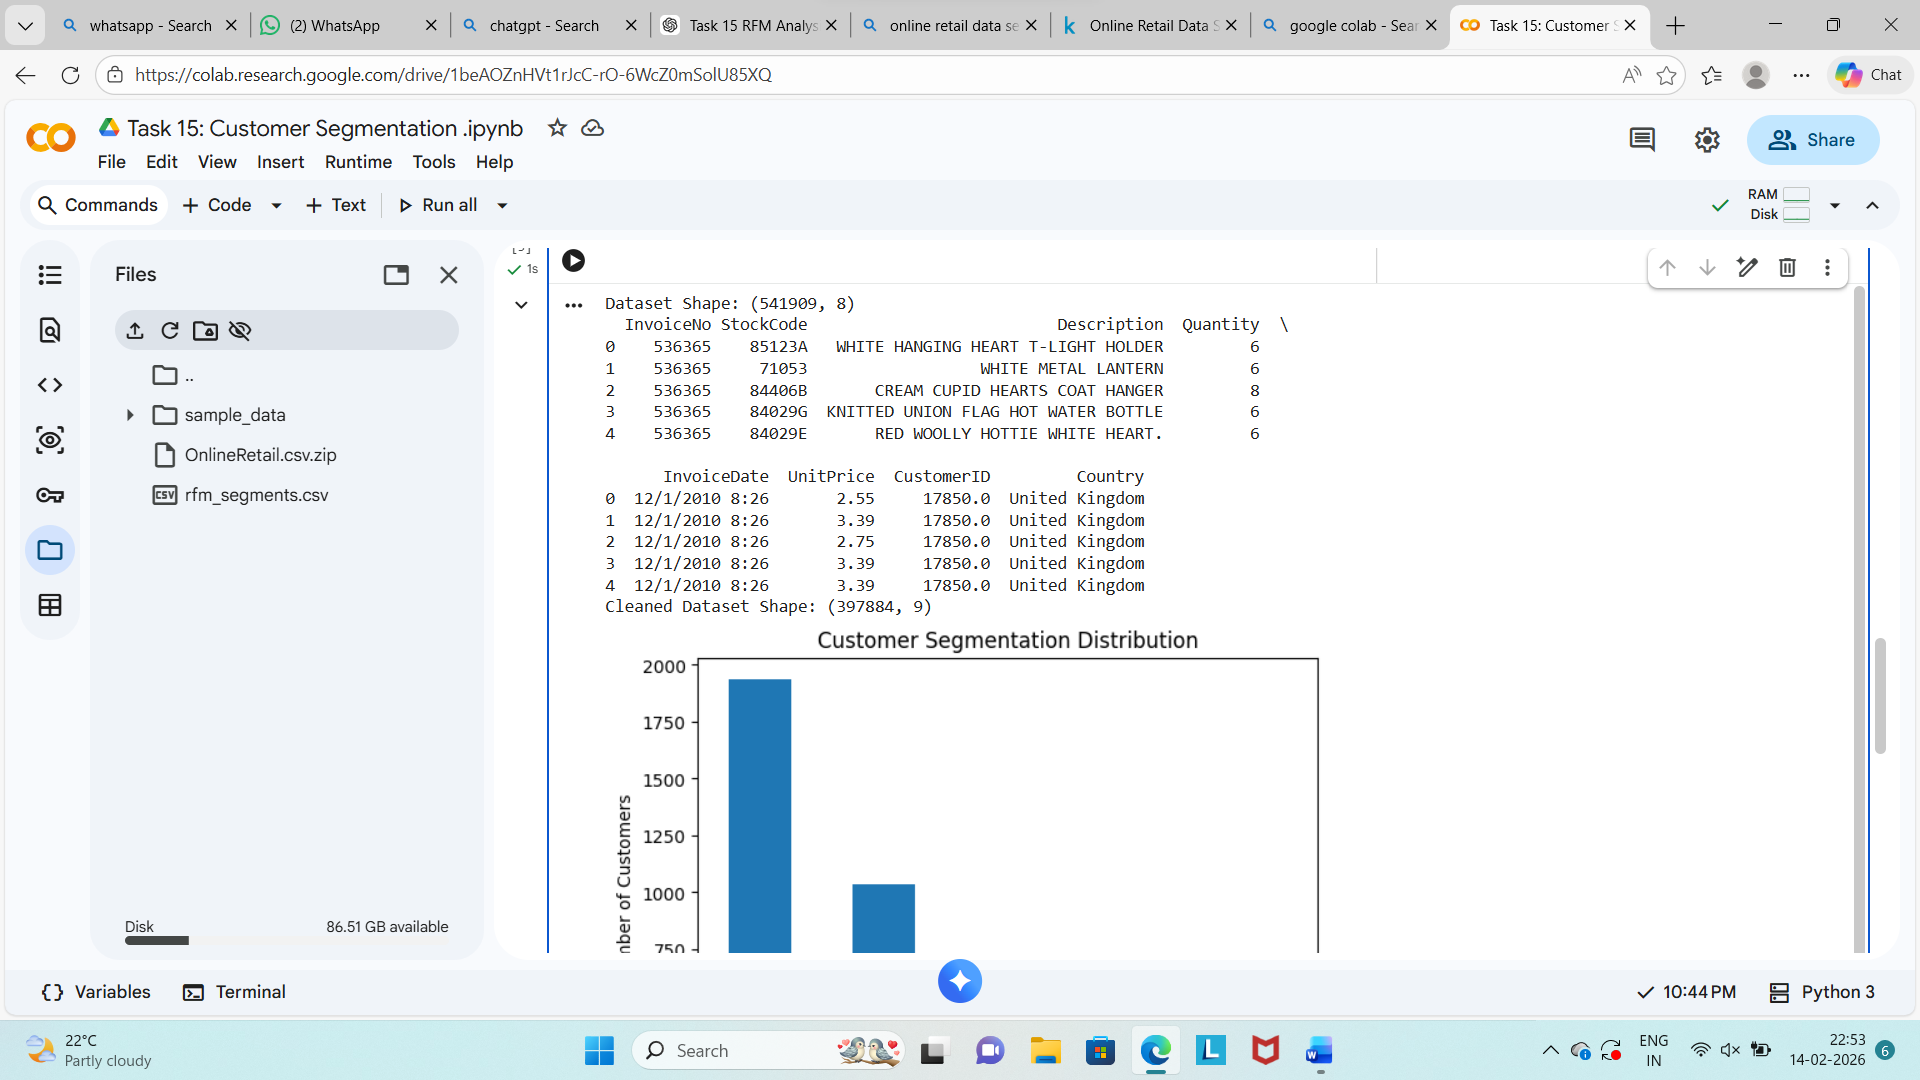 whatsapp - Search
(2) WhatsApp
chatgpt - Search
Task 15 RFM Analys
online retail data se
Online Retail Data S
google colab - Sear
Task 15: Customer S
https://colab.research.google.com/drive/1beAOZnHVt1rJcC-rO-6WcZ0mSolU85XQ
Chat
Task 15: Customer Segmentation .ipynb
File Edit View Insert Runtime Tools Help
Share
Commands + Code + Text Run all
RAM
Disk
Files
..
sample_data
OnlineRetail.csv.zip
rfm_segments.csv
Disk 86.51 GB available
1s
Dataset Shape: (541909, 8)
InvoiceNo StockCode Description Quantity \
0 536365 85123A WHITE HANGING HEART T-LIGHT HOLDER 6
1 536365 71053 WHITE METAL LANTERN 6
2 536365 84406B CREAM CUPID HEARTS COAT HANGER 8
3 536365 84029G KNITTED UNION FLAG HOT WATER BOTTLE 6
4 536365 84029E RED WOOLLY HOTTIE WHITE HEART. 6
InvoiceDate UnitPrice CustomerID Country
0 12/1/2010 8:26 2.55 17850.0 United Kingdom
1 12/1/2010 8:26 3.39 17850.0 United Kingdom
2 12/1/2010 8:26 2.75 17850.0 United Kingdom
3 12/1/2010 8:26 3.39 17850.0 United Kingdom
4 12/1/2010 8:26 3.39 17850.0 United Kingdom
Cleaned Dataset Shape: (397884, 9)
Customer Segmentation Distribution
2000
1750
1500
1250
1000
750
mber of Customers
Variables
Terminal
10:44 PM
Python 3
22°C
Partly cloudy
Search
ENG
IN
22:53
14-02-2026
6